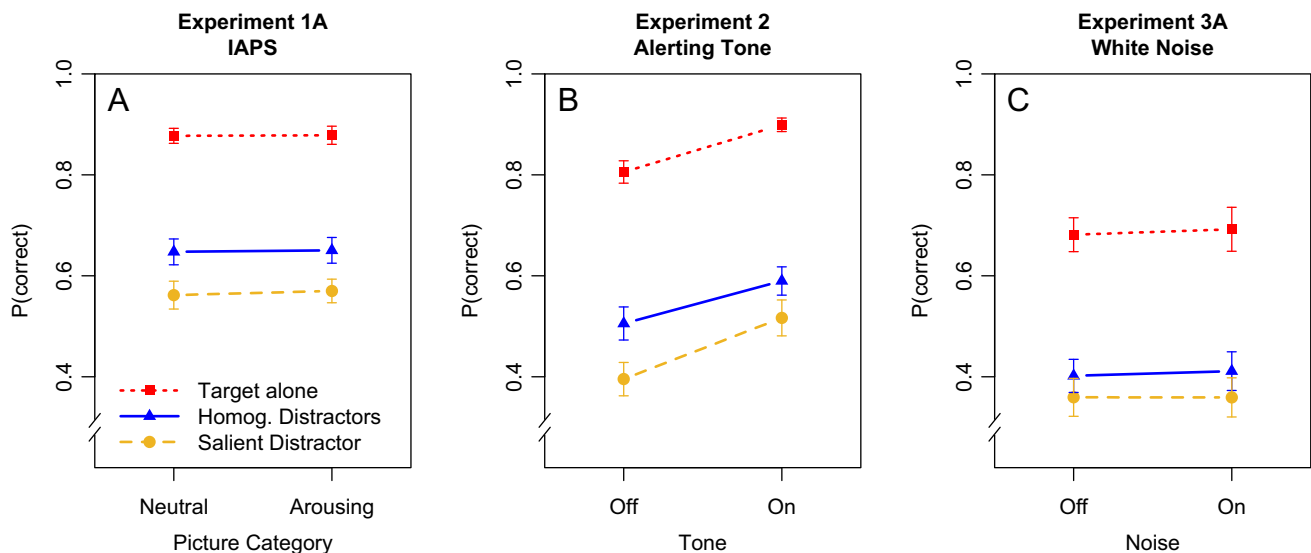 Experiment 1A
IAPS
A
P(correct)
1.0
0.8
0.6
0.4
Target alone
Homog. Distractors
Salient Distractor
Neutral
Arousing
Picture Category
Experiment 2
Alerting Tone
B
P(correct)
1.0
0.8
0.6
0.4
Off
On
Tone
Experiment 3A
White Noise
C
P(correct)
1.0
0.8
0.6
0.4
Off
On
Noise